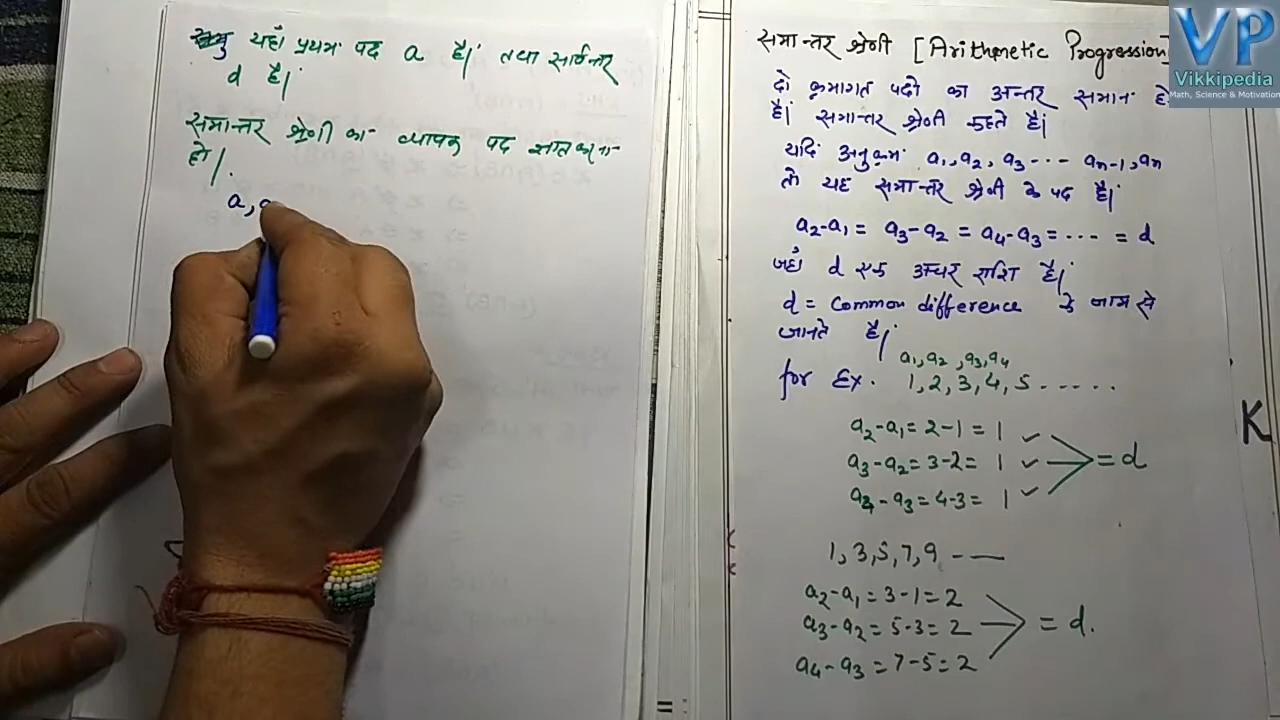 यहाँ प्रथम पद a है। तथा सार्वन्तर
d है।
समान्तर श्रेणी का व्यापक पद ज्ञात करना
हो।
a, a
समान्तर श्रेणी [Arithmetic Progression]
दो क्रमागत पदो का अन्तर समान हो
है। समान्तर श्रेणी कहते है।
यदि अनुक्रम a₁, a₂, a₃ --- aₙ₋₁, aₙ
तो यह समान्तर श्रेणी के पद है।
a₂-a₁ = a₃-a₂ = a₄-a₃ = --- = d
जहाँ d एक अचर राशि है।
d = Common difference के नाम से
जानते है।
a₁, a₂, a₃, a₄
for Ex. 1, 2, 3, 4, 5 .....
a₂-a₁ = 2-1 = 1 ✓
a₃-a₂ = 3-2 = 1 ✓ = d
a₄-a₃ = 4-3 = 1 ✓
1, 3, 5, 7, 9 ---
a₂-a₁ = 3-1 = 2
a₃-a₂ = 5-3 = 2 = d.
a₄-a₃ = 7-5 = 2
K
VP
Vikkipedia
Math, Science & Motivation